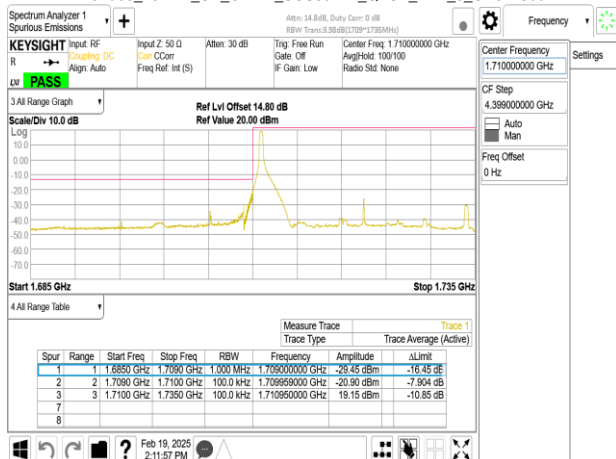 Spectrum Analyzer 1
Spurious Emissions
Attn: 14.8dB, Duty Cerr: 0 dB
RBW Trans:3.98dB(1709~1735MHz)
Frequency
KEYSIGHT
Input: RF
Coupling: DC
Align: Auto
Input Z: 50 Ω
Corr CCorr
Freq Ref: Int (S)
Atten: 30 dB
Trig: Free Run
Gate: Off
IF Gain: Low
Center Freq: 1.710000000 GHz
Avg|Hold: 100/100
Radio Std: None
R
LXI
PASS
Center Frequency
1.710000000 GHz
Settings
CF Step
4.399000000 GHz
Auto
Man
Freq Offset
0 Hz
3 All Range Graph
Scale/Div 10.0 dB
Ref Lvl Offset 14.80 dB
Ref Value 20.00 dBm
Log
10.0
0.00
-10.0
-20.0
-30.0
-40.0
-50.0
-60.0
-70.0
Start 1.685 GHz
Stop 1.735 GHz
4 All Range Table
Measure Trace Trace 1
Trace Type Trace Average (Active)
Spur Range Start Freq Stop Freq RBW Frequency Amplitude ΔLimit
1 1 1.6850 GHz 1.7090 GHz 1.000 MHz 1.709000000 GHz -29.45 dBm -16.45 dB
2 2 1.7090 GHz 1.7100 GHz 100.0 kHz 1.709959000 GHz -20.90 dBm -7.904 dB
3 3 1.7100 GHz 1.7350 GHz 100.0 kHz 1.710950000 GHz 19.15 dBm -10.85 dB
7
8
Feb 19, 2025
2:11:57 PM